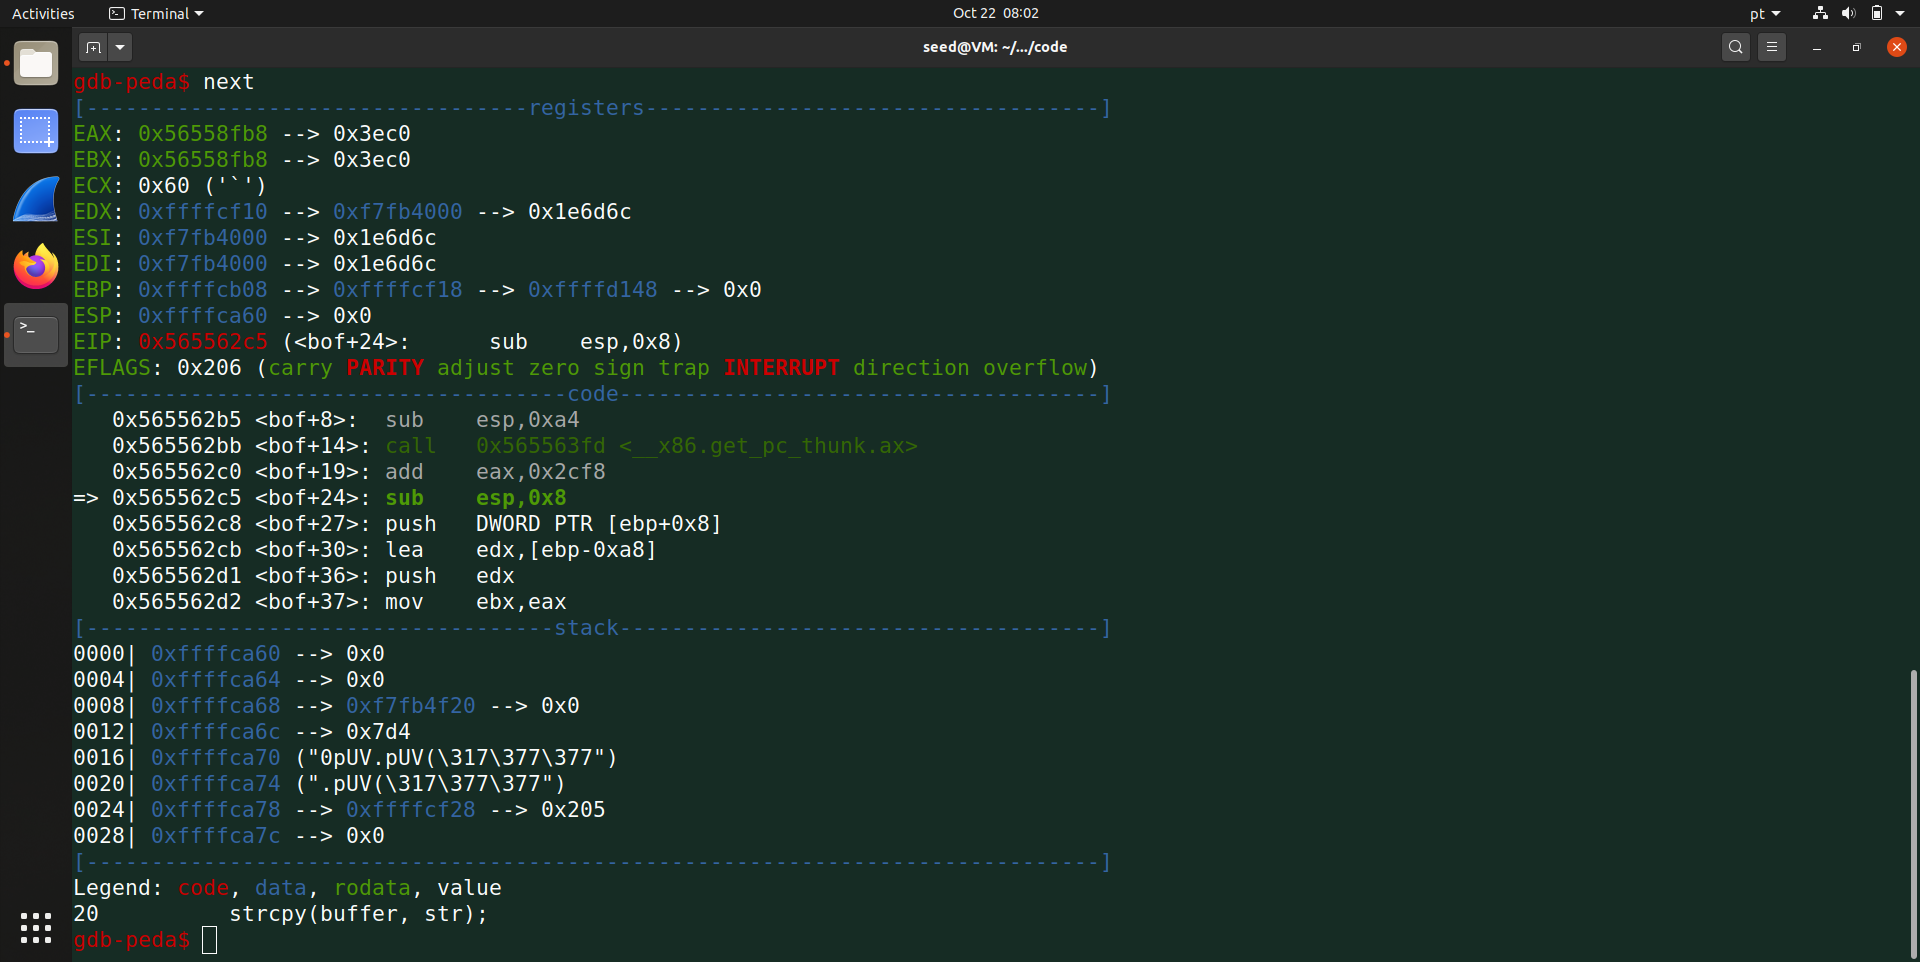 Activities Terminal Oct 22 08:02 pt
seed@VM: ~/.../code
gdb-peda$ next
[----------------------------------registers-----------------------------------]
EAX: 0x56558fb8 --> 0x3ec0
EBX: 0x56558fb8 --> 0x3ec0
ECX: 0x60 ('`')
EDX: 0xffffcf10 --> 0xf7fb4000 --> 0x1e6d6c
ESI: 0xf7fb4000 --> 0x1e6d6c
EDI: 0xf7fb4000 --> 0x1e6d6c
EBP: 0xffffcb08 --> 0xffffcf18 --> 0xffffd148 --> 0x0
ESP: 0xffffca60 --> 0x0
EIP: 0x565562c5 (<bof+24>:      sub    esp,0x8)
EFLAGS: 0x206 (carry PARITY adjust zero sign trap INTERRUPT direction overflow)
[-------------------------------------code-------------------------------------]
   0x565562b5 <bof+8>:  sub    esp,0xa4
   0x565562bb <bof+14>: call   0x565563fd <__x86.get_pc_thunk.ax>
   0x565562c0 <bof+19>: add    eax,0x2cf8
=> 0x565562c5 <bof+24>: sub    esp,0x8
   0x565562c8 <bof+27>: push   DWORD PTR [ebp+0x8]
   0x565562cb <bof+30>: lea    edx,[ebp-0xa8]
   0x565562d1 <bof+36>: push   edx
   0x565562d2 <bof+37>: mov    ebx,eax
[------------------------------------stack-------------------------------------]
0000| 0xffffca60 --> 0x0
0004| 0xffffca64 --> 0x0
0008| 0xffffca68 --> 0xf7fb4f20 --> 0x0
0012| 0xffffca6c --> 0x7d4
0016| 0xffffca70 ("0pUV.pUV(\317\377\377")
0020| 0xffffca74 (".pUV(\317\377\377")
0024| 0xffffca78 --> 0xffffcf28 --> 0x205
0028| 0xffffca7c --> 0x0
[------------------------------------------------------------------------------]
Legend: code, data, rodata, value
20          strcpy(buffer, str);
gdb-peda$